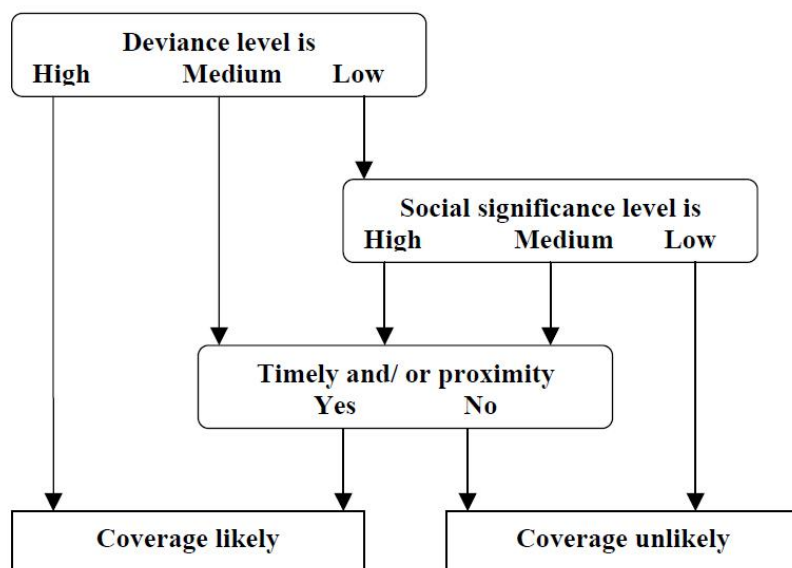 Deviance level is
High Medium Low
Social significance level is
High Medium Low
Timely and/ or proximity
Yes No
Coverage likely
Coverage unlikely